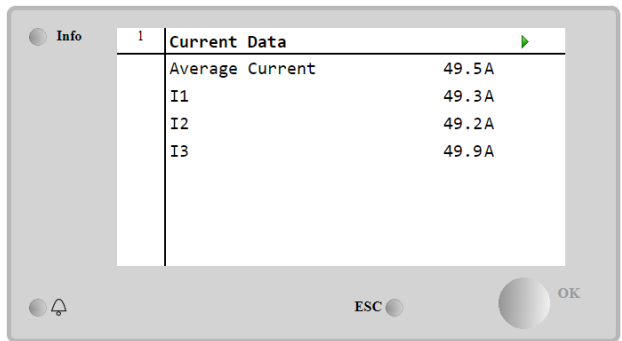 Info
1 Current Data
Average Current 49.5A
I1 49.3A
I2 49.2A
I3 49.9A
ESC
OK